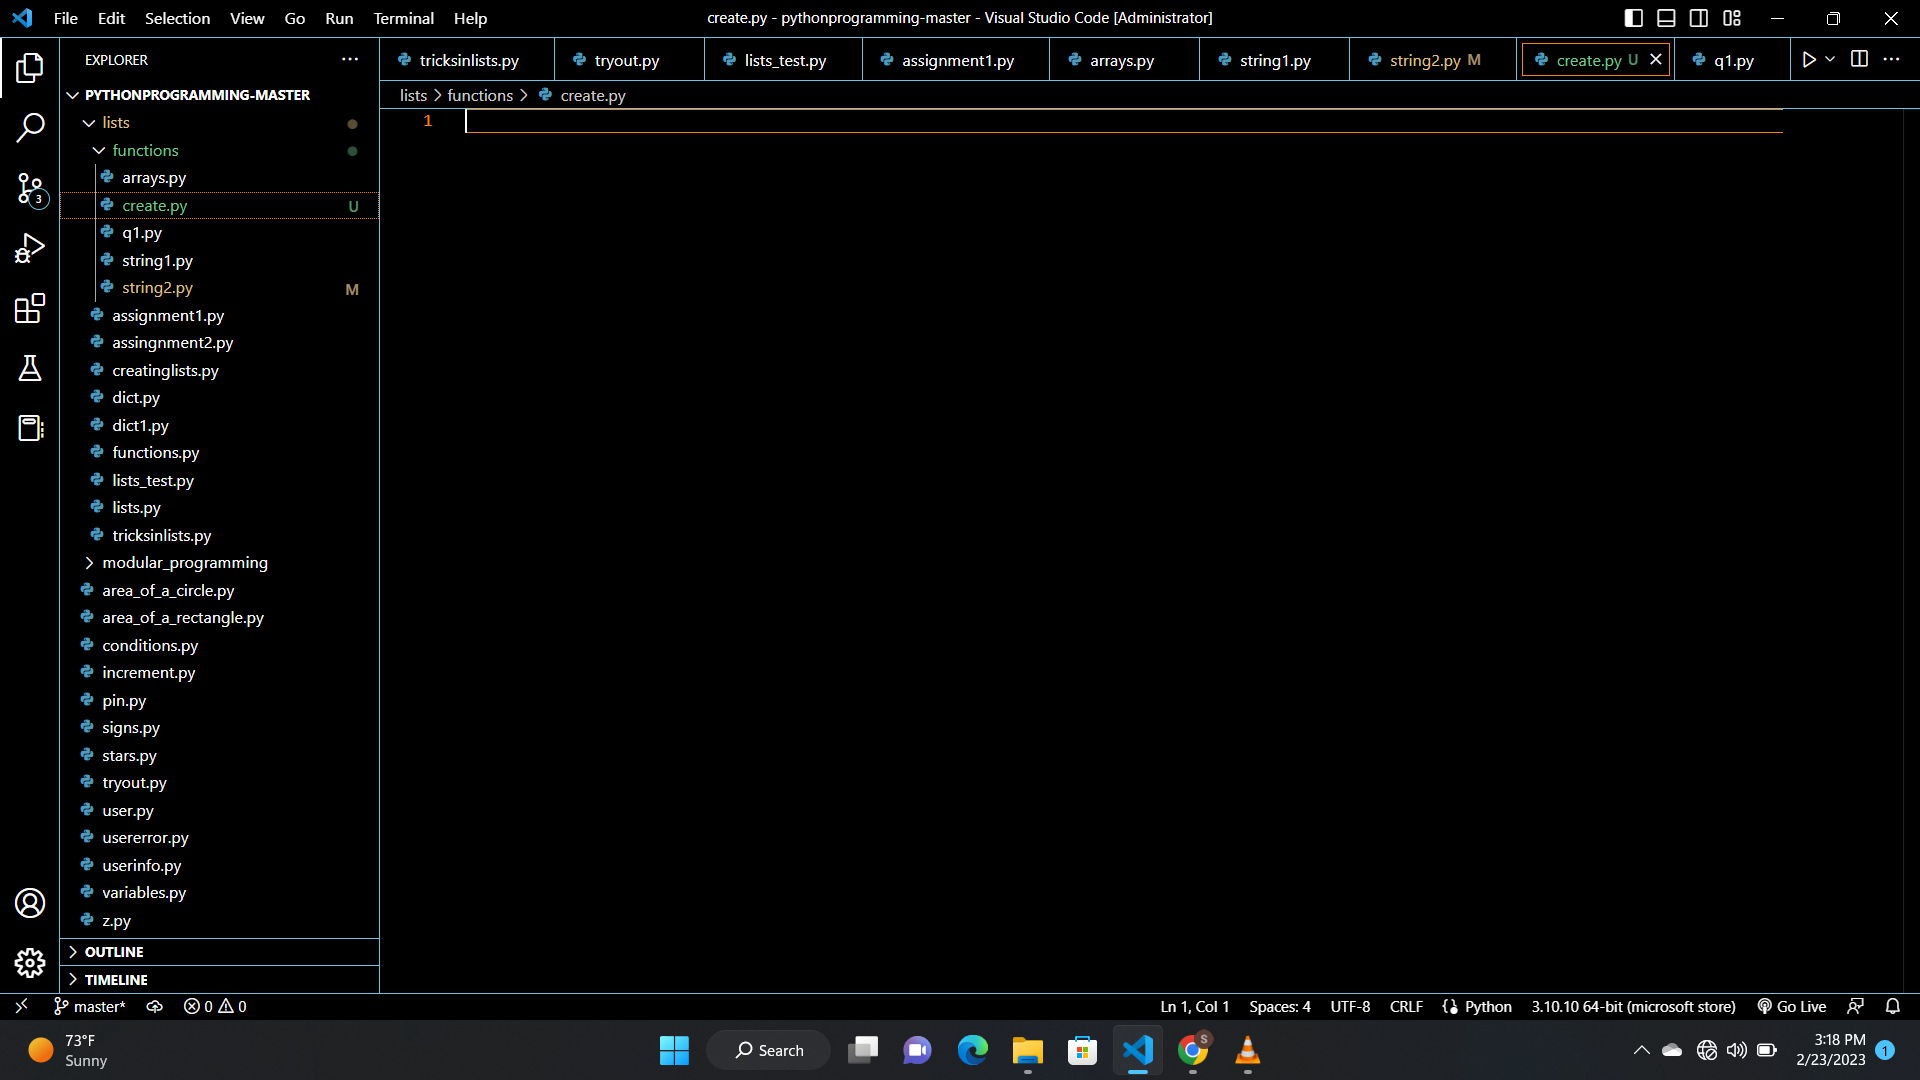 File Edit Selection View Go Run Terminal Help
create.py - pythonprogramming-master - Visual Studio Code [Administrator]
EXPLORER
tricksinlists.py
tryout.py
lists_test.py
assignment1.py
arrays.py
string1.py
string2.py M
create.py U
q1.py
PYTHONPROGRAMMING-MASTER
lists
functions
arrays.py
create.py U
q1.py
string1.py
string2.py M
assignment1.py
assingnment2.py
creatinglists.py
dict.py
dict1.py
functions.py
lists_test.py
lists.py
tricksinlists.py
modular_programming
area_of_a_circle.py
area_of_a_rectangle.py
conditions.py
increment.py
pin.py
signs.py
stars.py
tryout.py
user.py
usererror.py
userinfo.py
variables.py
z.py
OUTLINE
TIMELINE
3
lists > functions > create.py
1
master* 0 0
Ln 1, Col 1 Spaces: 4 UTF-8 CRLF Python 3.10.10 64-bit (microsoft store) Go Live
73°F
Sunny
Search
S
3:18 PM
2/23/2023
1